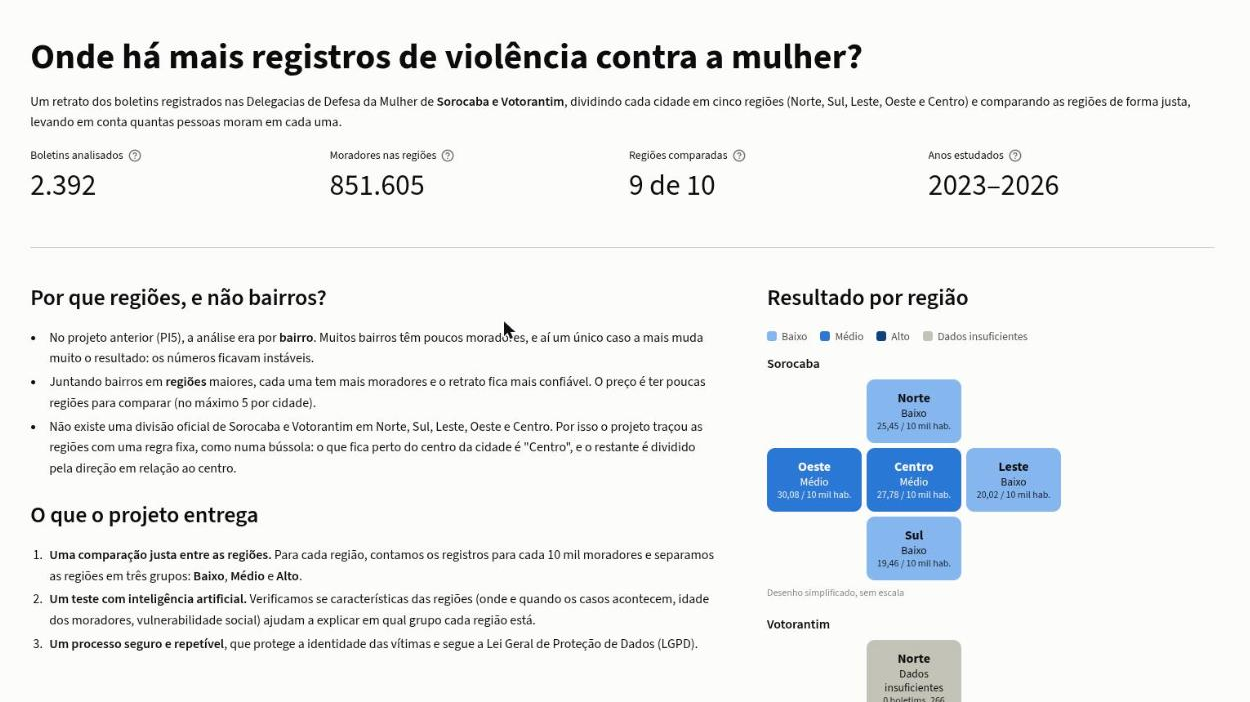 Onde há mais registros de violência contra a mulher?
Um retrato dos boletins registrados nas Delegacias de Defesa da Mulher de Sorocaba e Votorantim, dividindo cada cidade em cinco regiões (Norte, Sul, Leste, Oeste e Centro) e comparando as regiões de forma justa,
levando em conta quantas pessoas moram em cada uma.
Boletins analisados
2.392
Moradores nas regiões
851.605
Regiões comparadas
9 de 10
Anos estudados
2023–2026
Por que regiões, e não bairros?
No projeto anterior (PI5), a análise era por bairro. Muitos bairros têm poucos moradores, e aí um único caso a mais muda
muito o resultado: os números ficavam instáveis.
Juntando bairros em regiões maiores, cada uma tem mais moradores e o retrato fica mais confiável. O preço é ter poucas
regiões para comparar (no máximo 5 por cidade).
Não existe uma divisão oficial de Sorocaba e Votorantim em Norte, Sul, Leste, Oeste e Centro. Por isso o projeto traçou as
regiões com uma regra fixa, como numa bússola: o que fica perto do centro da cidade é "Centro", e o restante é dividido
pela direção em relação ao centro.
O que o projeto entrega
1. Uma comparação justa entre as regiões. Para cada região, contamos os registros para cada 10 mil moradores e separamos
as regiões em três grupos: Baixo, Médio e Alto.
2. Um teste com inteligência artificial. Verificamos se características das regiões (onde e quando os casos acontecem, idade
dos moradores, vulnerabilidade social) ajudam a explicar em qual grupo cada região está.
3. Um processo seguro e repetível, que protege a identidade das vítimas e segue a Lei Geral de Proteção de Dados (LGPD).
Resultado por região
Baixo Médio Alto Dados insuficientes
Sorocaba
Norte
Baixo
25,45 / 10 mil hab.
Oeste
Médio
30,08 / 10 mil hab.
Centro
Médio
27,78 / 10 mil hab.
Leste
Baixo
20,02 / 10 mil hab.
Sul
Baixo
19,46 / 10 mil hab.
Desenho simplificado, sem escala
Votorantim
Norte
Dados
insuficientes
0 boletins, 266